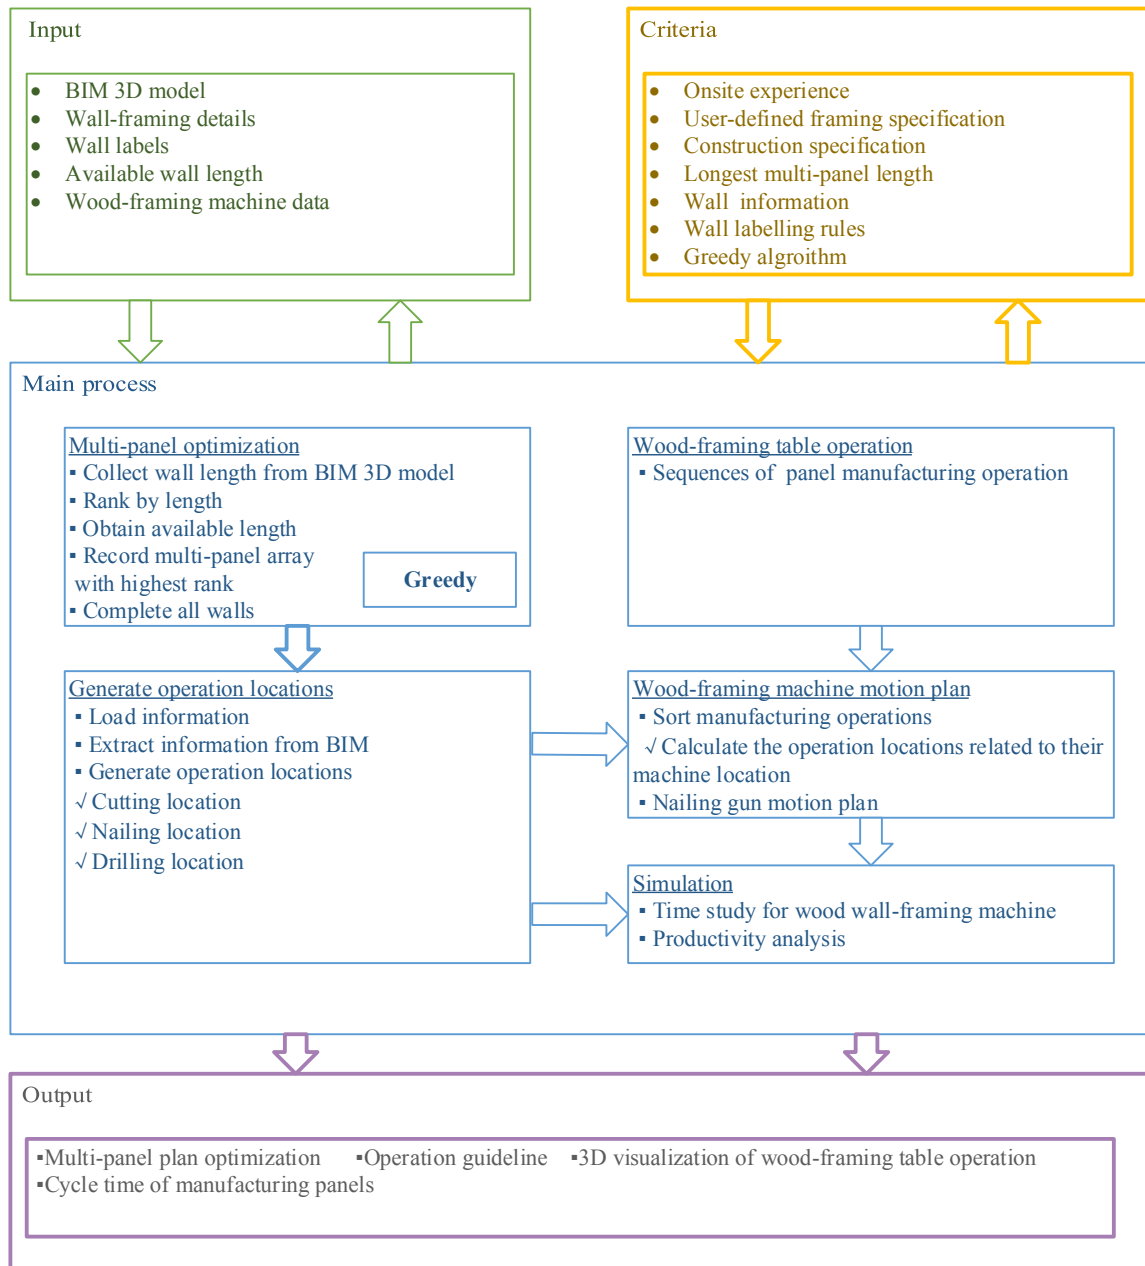 Input
• BIM 3D model
• Wall-framing details
• Wall labels
• Available wall length
• Wood-framing machine data
Criteria
• Onsite experience
• User-defined framing specification
• Construction specification
• Longest multi-panel length
• Wall  information
• Wall labelling rules
• Greedy algroithm
Main process
Multi-panel optimization
▪ Collect wall length from BIM 3D model
▪ Rank by length
▪ Obtain available length
▪ Record multi-panel array
with highest rank
▪ Complete all walls
Greedy
Wood-framing table operation
▪ Sequences of  panel manufacturing operation
Generate operation locations
▪ Load information
▪ Extract information from BIM
▪ Generate operation locations
√ Cutting location
√ Nailing location
√ Drilling location
Wood-framing machine motion plan
▪ Sort manufacturing operations
√ Calculate the operation locations related to their
machine location
▪ Nailing gun motion plan
Simulation
▪ Time study for wood wall-framing machine
▪ Productivity analysis
Output
▪Multi-panel plan optimization ▪Operation guideline ▪3D visualization of wood-framing table operation
▪Cycle time of manufacturing panels